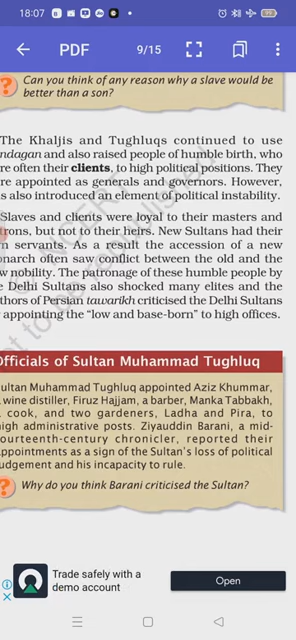 18:07
PDF
9/15
Can you think of any reason why a slave would be
better than a son?
The Khaljis and Tughluqs continued to use
ndagan and also raised people of humble birth, who
re often their clients, to high political positions. They
re appointed as generals and governors. However,
s also introduced an element of political instability.
Slaves and clients were loyal to their masters and
rons, but not to their heirs. New Sultans had their
n servants. As a result the accession of a new
onarch often saw conflict between the old and the
w nobility. The patronage of these humble people by
e Delhi Sultans also shocked many elites and the
thors of Persian tawarikh criticised the Delhi Sultans
appointing the "low and base-born" to high offices.
Officials of Sultan Muhammad Tughluq
ultan Muhammad Tughluq appointed Aziz Khummar,
wine distiller, Firuz Hajjam, a barber, Manka Tabbakh,
cook, and two gardeners, Ladha and Pira, to
igh administrative posts. Ziyauddin Barani, a mid-
ourteenth-century chronicler, reported their
ppointments as a sign of the Sultan's loss of political
udgement and his incapacity to rule.
Why do you think Barani criticised the Sultan?
Trade safely with a
demo account
Open